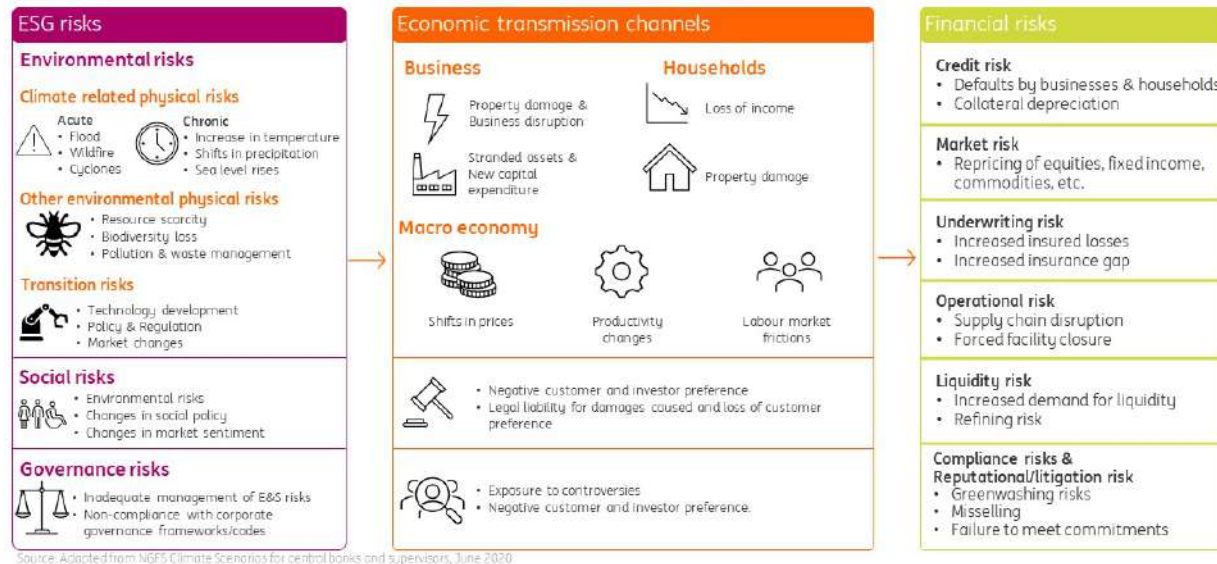 ESG risks
Environmental risks
Climate related physical risks
Acute
• Flood
• Wildfire
• Cyclones
Chronic
• Increase in temperature
• Shifts in precipitation
• Sea level rises
Other environmental physical risks
• Resource scarcity
• Biodiversity loss
• Pollution & waste management
Transition risks
• Technology development
• Policy & Regulation
• Market changes
Social risks
• Environmental risks
• Changes in social policy
• Changes in market sentiment
Governance risks
• Inadequate management of E&S risks
• Non-compliance with corporate
governance frameworks/codes
Economic transmission channels
Business
Property damage &
Business disruption
Stranded assets &
New capital
expenditure
Households
Loss of income
Property damage
Macro economy
Shifts in prices
Productivity
changes
Labour market
frictions
• Negative customer and investor preference
• Legal liability for damages caused and loss of customer
preference
• Exposure to controversies
• Negative customer and investor preference.
Financial risks
Credit risk
• Defaults by businesses & households
• Collateral depreciation
Market risk
• Repricing of equities, fixed income,
commodities, etc.
Underwriting risk
• Increased insured losses
• Increased insurance gap
Operational risk
• Supply chain disruption
• Forced facility closure
Liquidity risk
• Increased demand for liquidity
• Refining risk
Compliance risks &
Reputational/litigation risk
• Greenwashing risks
• Misselling
• Failure to meet commitments
Source: Adapted from NGFS Climate Scenarios for central banks and supervisors, June 2020